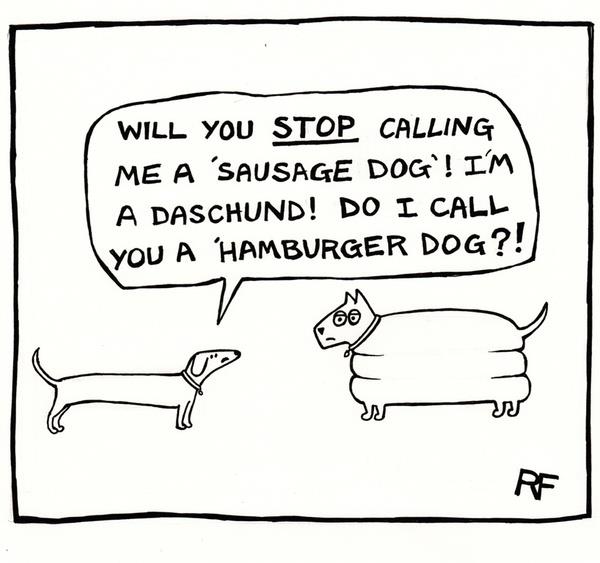 WILL YOU STOP CALLING
ME A 'SAUSAGE DOG'! I'M
A DASCHUND! DO I CALL
YOU A 'HAMBURGER DOG?!
RF